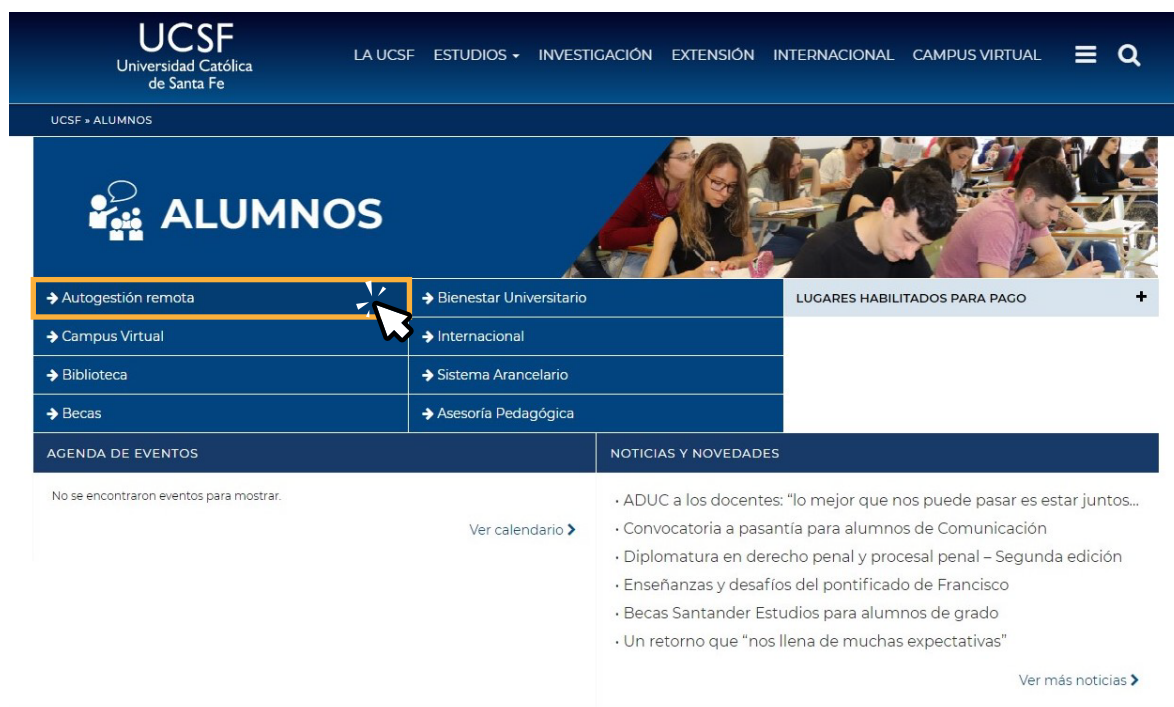 UCSF
Universidad Católica
de Santa Fe
LA UCSF ESTUDIOS INVESTIGACIÓN EXTENSIÓN INTERNACIONAL CAMPUS VIRTUAL
UCSF » ALUMNOS
ALUMNOS
Autogestión remota
Bienestar Universitario
LUGARES HABILITADOS PARA PAGO +
Campus Virtual
Internacional
Biblioteca
Sistema Arancelario
Becas
Asesoría Pedagógica
AGENDA DE EVENTOS
No se encontraron eventos para mostrar.
Ver calendario
NOTICIAS Y NOVEDADES
• ADUC a los docentes: “lo mejor que nos puede pasar es estar juntos...
• Convocatoria a pasantía para alumnos de Comunicación
• Diplomatura en derecho penal y procesal penal – Segunda edición
• Enseñanzas y desafíos del pontificado de Francisco
• Becas Santander Estudios para alumnos de grado
• Un retorno que “nos llena de muchas expectativas”
Ver más noticias